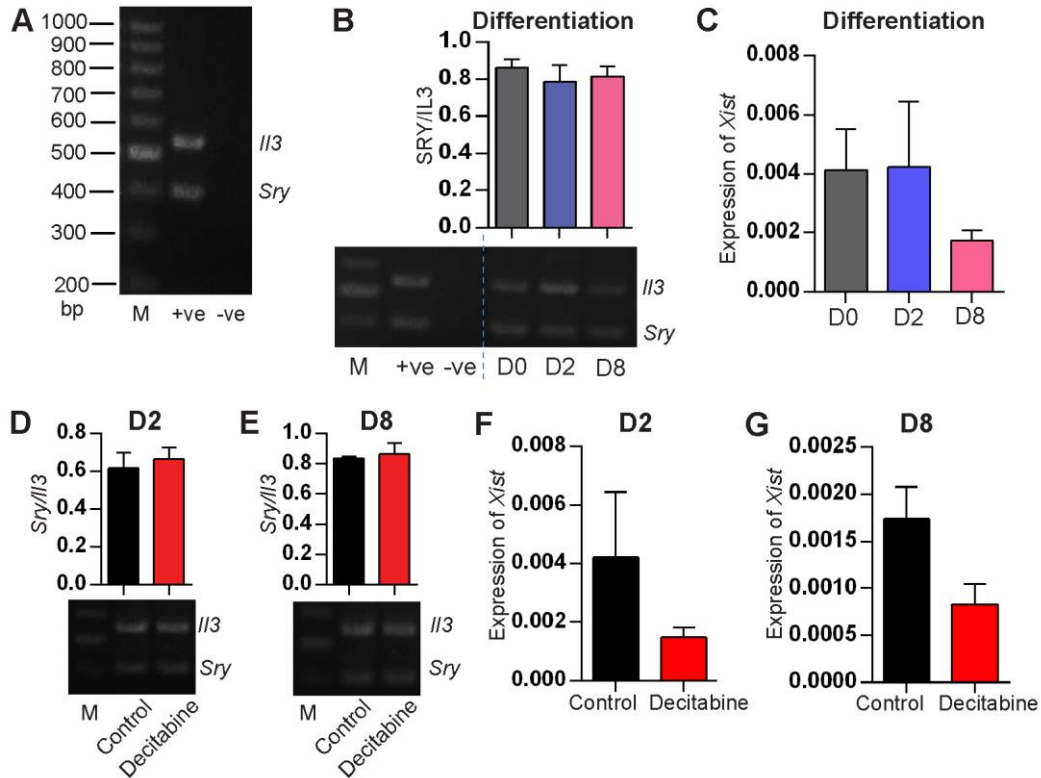 A
1000
900
800
700
600
500
400
300
200
bp
M +ve -ve
Il3
Sry
B
Differentiation
SRY/IL3
1.0
0.8
0.6
0.4
0.2
0.0
Il3
Sry
M +ve -ve D0 D2 D8
C
Differentiation
Expression of Xist
0.008
0.006
0.004
0.002
0.000
D0 D2 D8
D
D2
Sry/Il3
0.8
0.6
0.4
0.2
0.0
Il3
Sry
M Control Decitabine
E
D8
Sry/Il3
1.0
0.8
0.6
0.4
0.2
0.0
Il3
Sry
M Control Decitabine
F
D2
Expression of Xist
0.008
0.006
0.004
0.002
0.000
Control Decitabine
G
D8
Expression of Xist
0.0025
0.0020
0.0015
0.0010
0.0005
0.0000
Control Decitabine